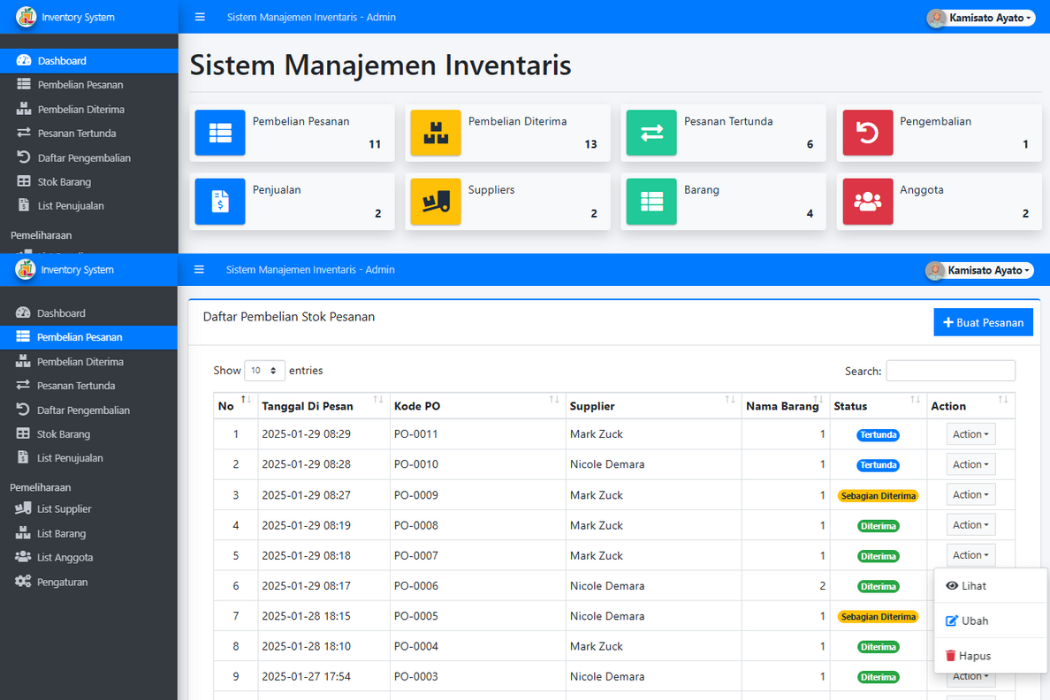 Inventory System
Sistem Manajemen Inventaris - Admin
Kamisato Ayato
Dashboard
Pembelian Pesanan
Pembelian Diterima
Pesanan Tertunda
Daftar Pengembalian
Stok Barang
List Penujualan
Pemeliharaan
Sistem Manajemen Inventaris
Pembelian Pesanan
11
Pembelian Diterima
13
Pesanan Tertunda
6
Pengembalian
1
Penjualan
2
Suppliers
2
Barang
4
Anggota
2
Inventory System
Sistem Manajemen Inventaris - Admin
Kamisato Ayato
Dashboard
Pembelian Pesanan
Pembelian Diterima
Pesanan Tertunda
Daftar Pengembalian
Stok Barang
List Penujualan
Pemeliharaan
List Supplier
List Barang
List Anggota
Pengaturan
Daftar Pembelian Stok Pesanan
Buat Pesanan
Show 10 entries
Search:
No Tanggal Di Pesan Kode PO Supplier Nama Barang Status Action
1 2025-01-29 08:29 PO-0011 Mark Zuck 1 Tertunda Action
2 2025-01-29 08:28 PO-0010 Nicole Demara 1 Tertunda Action
3 2025-01-29 08:27 PO-0009 Mark Zuck 1 Sebagian Diterima Action
4 2025-01-29 08:19 PO-0008 Mark Zuck 1 Diterima Action
5 2025-01-29 08:18 PO-0007 Mark Zuck 1 Diterima Action
6 2025-01-29 08:17 PO-0006 Nicole Demara 2 Diterima
7 2025-01-28 18:15 PO-0005 Nicole Demara 1 Sebagian Diterima
8 2025-01-28 18:10 PO-0004 Mark Zuck 1 Diterima
9 2025-01-27 17:54 PO-0003 Nicole Demara 1 Diterima Action
Lihat
Ubah
Hapus